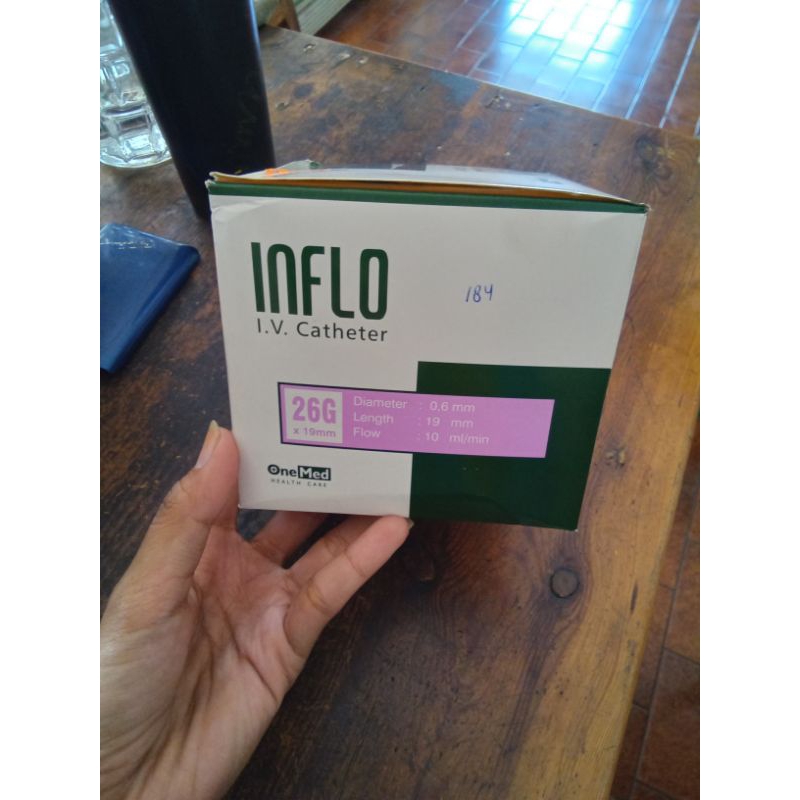 INFLO
I.V. Catheter
184
26G
x 19mm
Diameter : 0,6 mm
Length : 19 mm
Flow : 10 ml/min
OneMed
HEALTH CARE